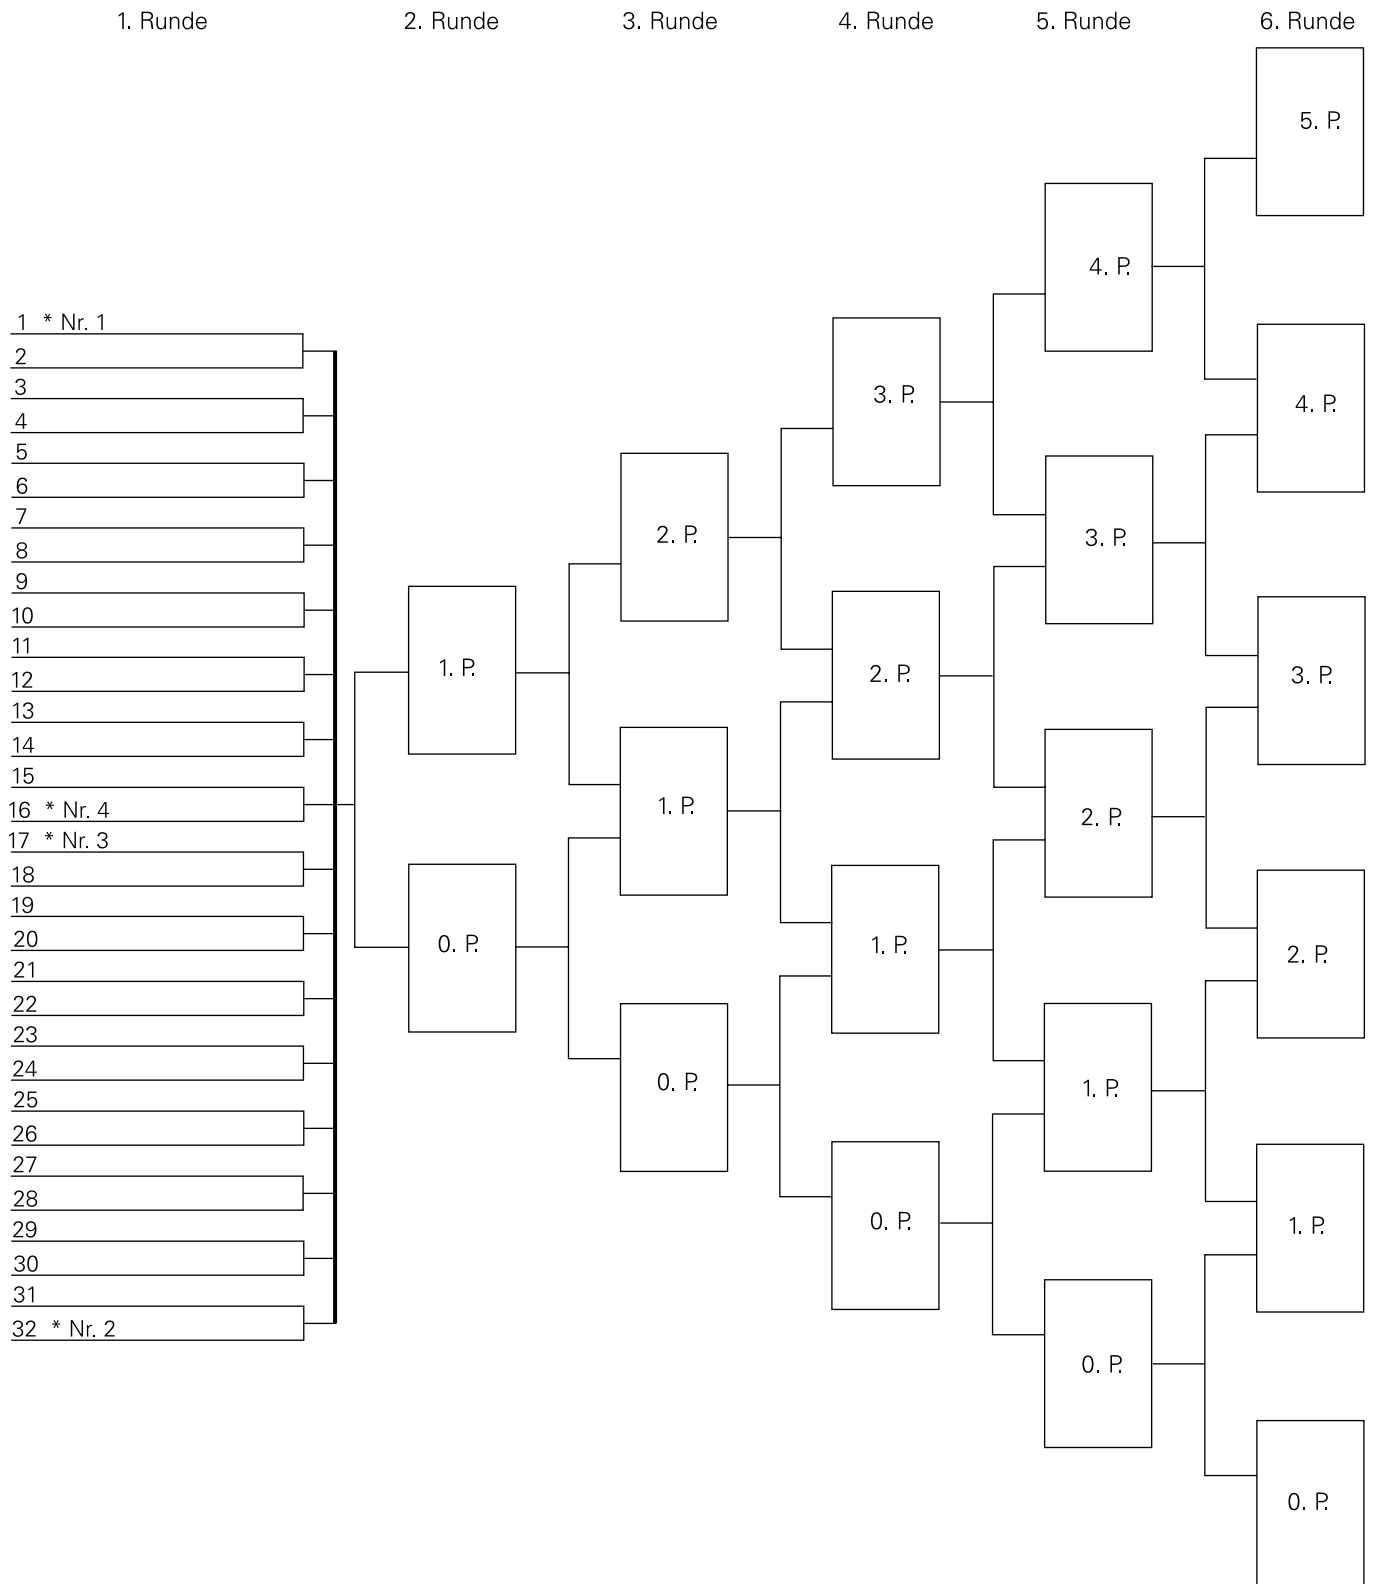 1. Runde 2. Runde 3. Runde 4. Runde 5. Runde 6. Runde
1 * Nr. 1
2
3
4
5
6
7
8
9
10
11
12
13
14
15
16 * Nr. 4
17 * Nr. 3
18
19
20
21
22
23
24
25
26
27
28
29
30
31
32 * Nr. 2
1. P.
0. P.
2. P.
1. P.
0. P.
3. P.
2. P.
1. P.
0. P.
4. P.
3. P.
2. P.
1. P.
0. P.
5. P.
4. P.
3. P.
2. P.
1. P.
0. P.